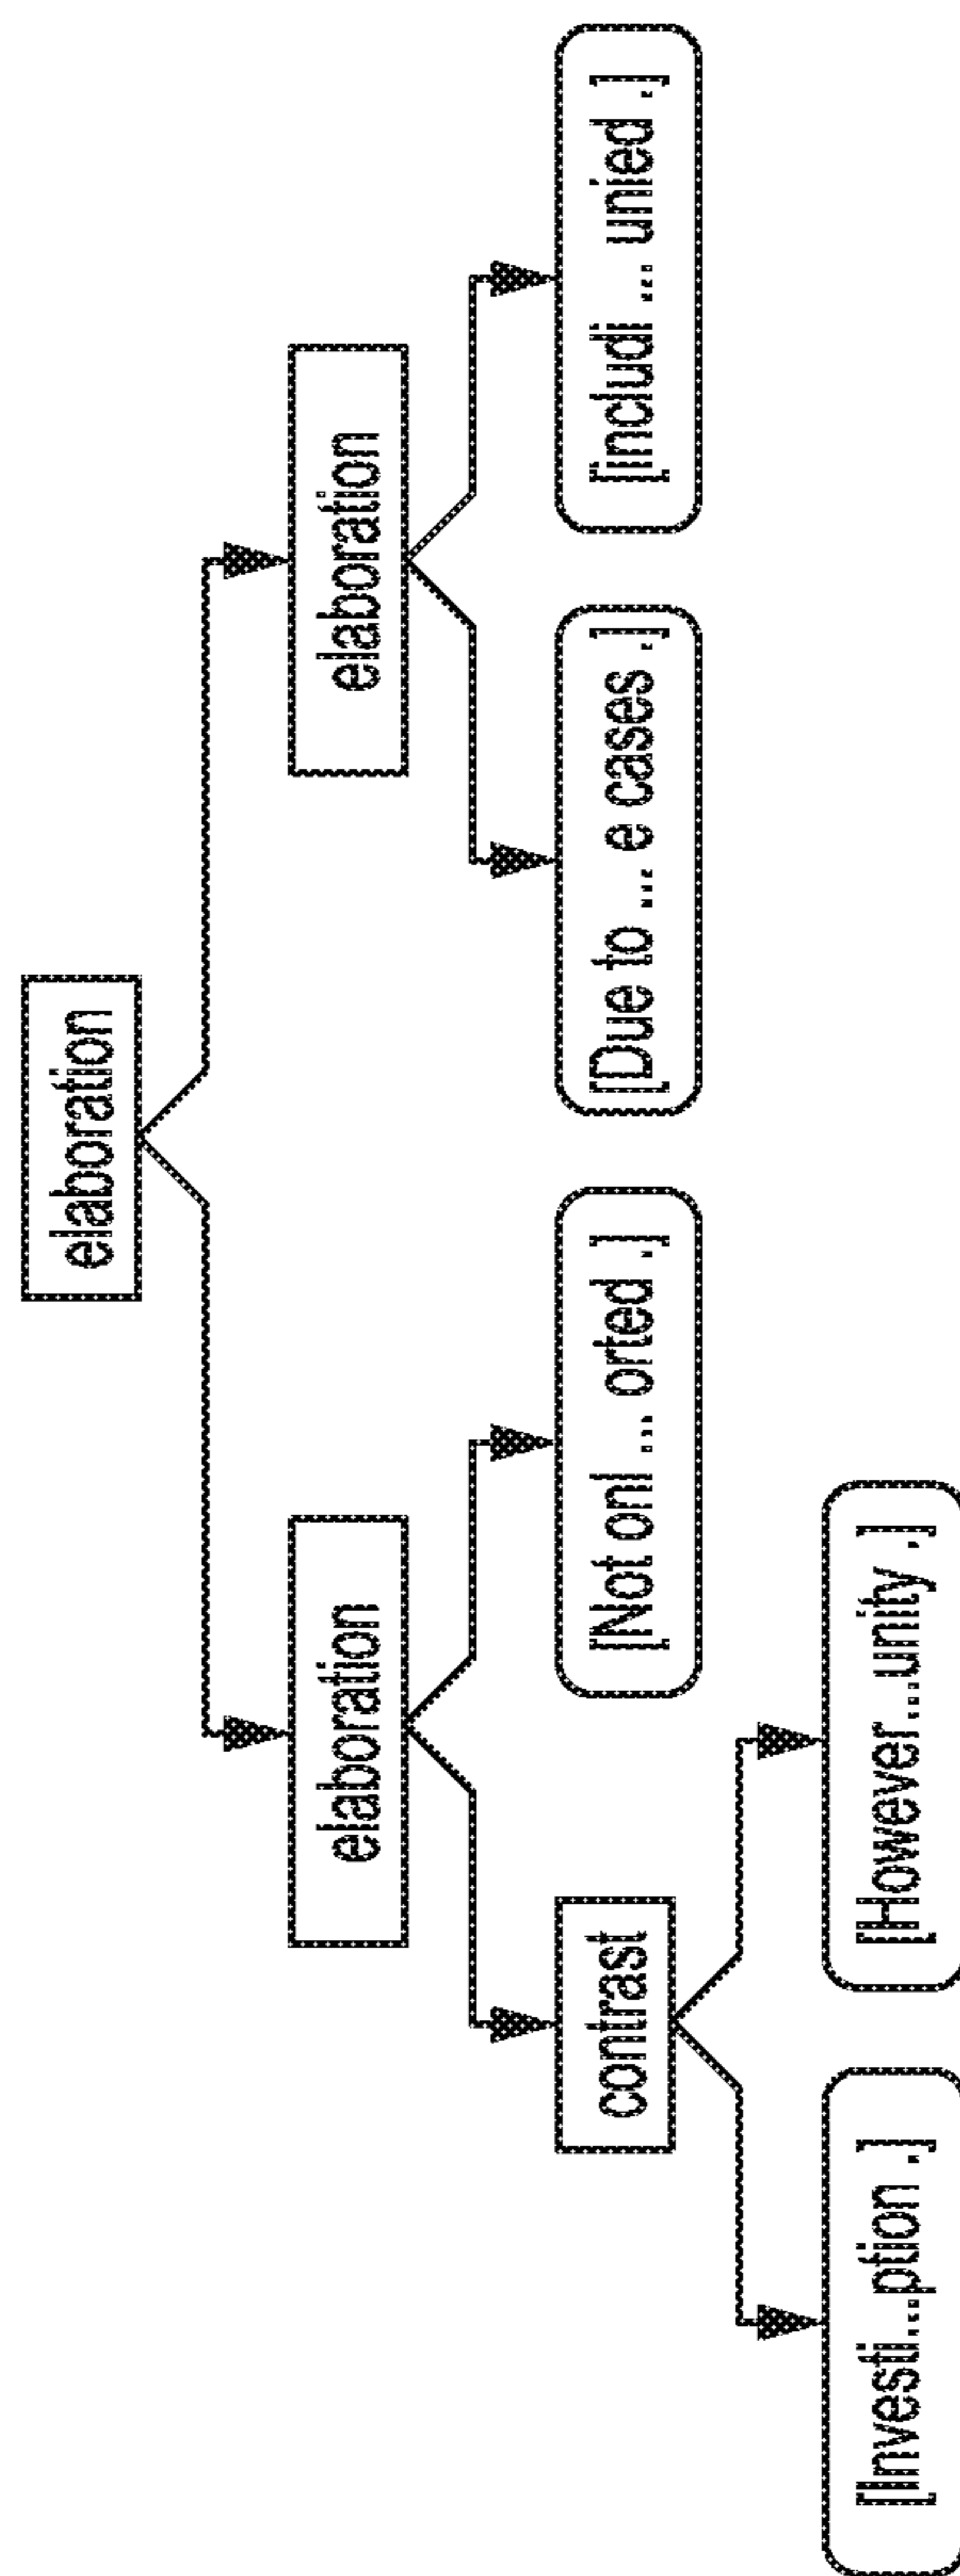 elaboration
elaboration
elaboration
contrast
[Not onl ... orted .]
[Due to ... e cases .]
[includi ... unied .]
[Investi...ption .]
[However...unity .]